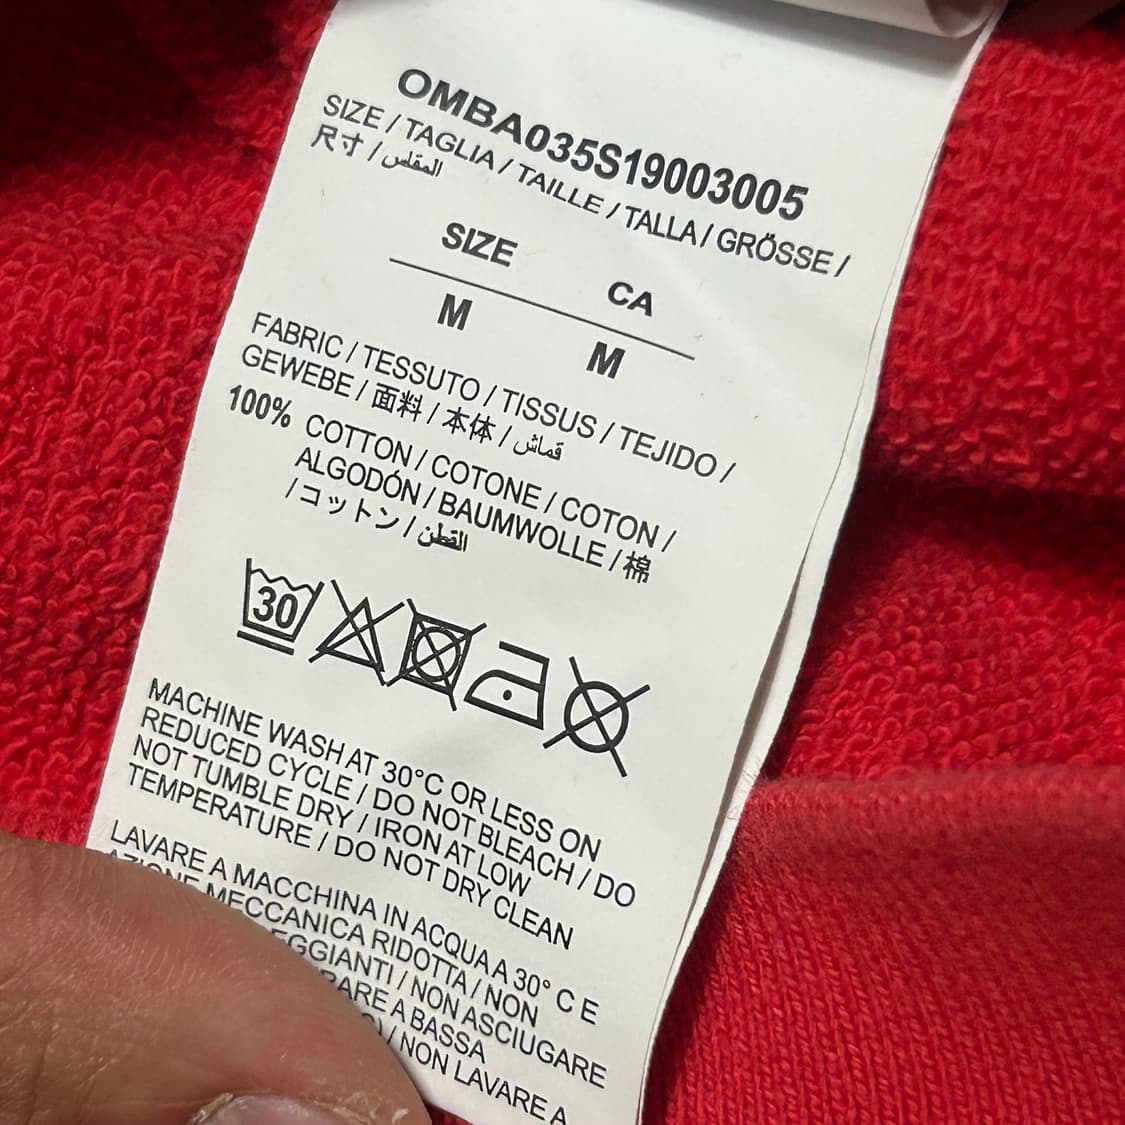 OMBA035S19003005
SIZE / TAGLIA / TAILLE / TALLA / GRÖSSE /
尺寸 / المقلس
SIZE CA
M M
FABRIC / TESSUTO / TISSUS / TEJIDO /
GEWEBE / 面料 / 本体 / قماش
100% COTTON / COTONE / COTON /
ALGODÓN / BAUMWOLLE / 棉
/ コットン / القطن
30
MACHINE WASH AT 30°C OR LESS ON
REDUCED CYCLE / DO NOT BLEACH / DO
NOT TUMBLE DRY / IRON AT LOW
TEMPERATURE / DO NOT DRY CLEAN
LAVARE A MACCHINA IN ACQUA A 30° C E
MECCANICA RIDOTTA / NON
/ NON ASCIUGARE
A BASSA
/ NON LAVARE A